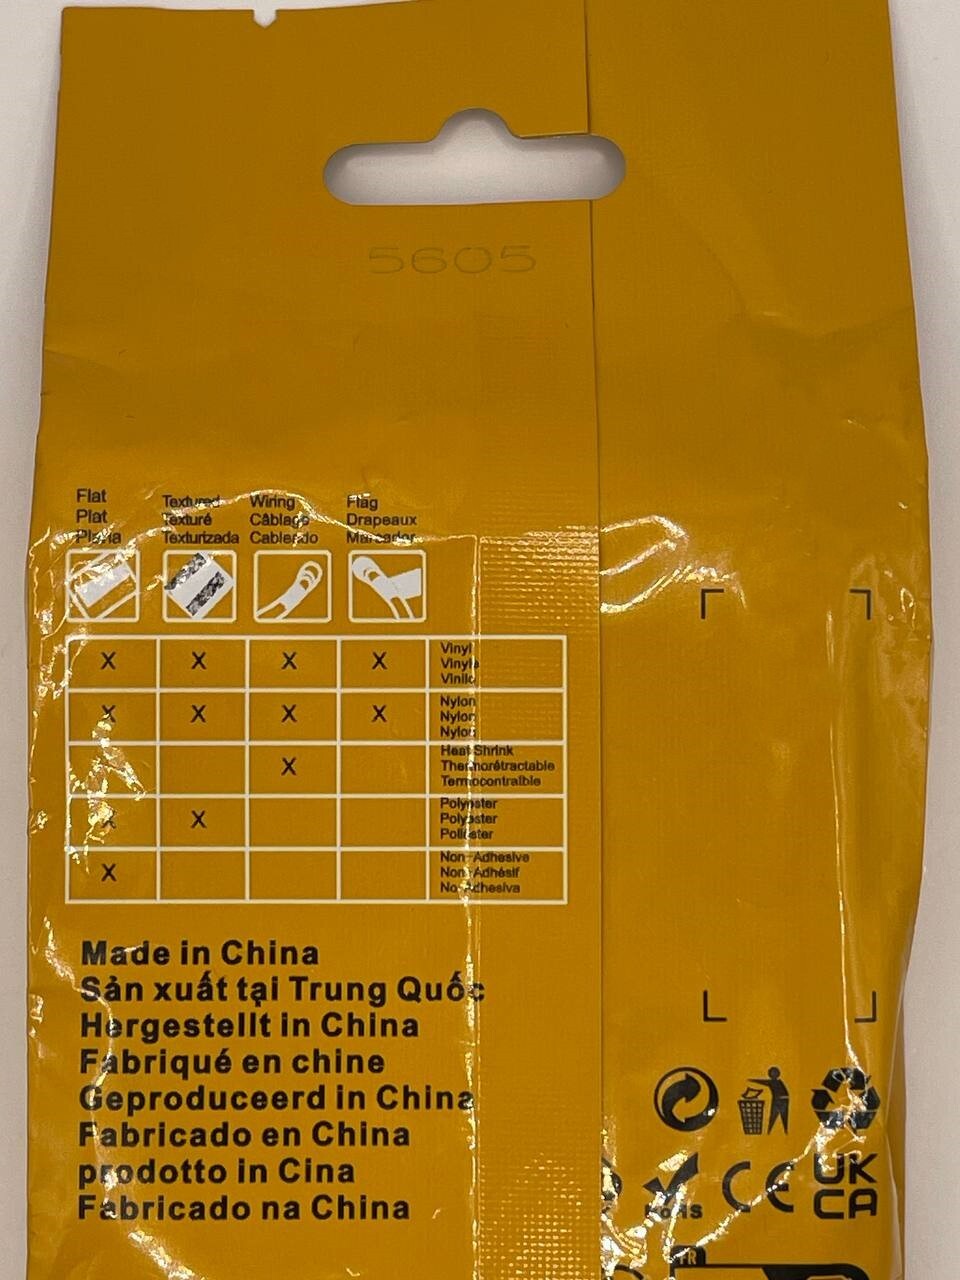 5605
Flat
Plat
Plana
Textured
Texturé
Texturizada
Wiring
Câblage
Cableado
Flag
Drapeaux
Marcador
X X X X
Vinyl
Vinyle
Vinilo
X X X X
Nylon
Nylon
Nylon
X
Heat Shrink
Thermorétractable
Termocontraíble
X X
Polyester
Polyester
Poliéster
X
Non-Adhesive
Non-Adhésif
No-Adhesiva
Made in China
Sản xuất tại Trung Quốc
Hergestellt in China
Fabriqué en chine
Geproduceerd in China
Fabricado en China
prodotto in Cina
Fabricado na China
RoHS CE UK
CA
FR